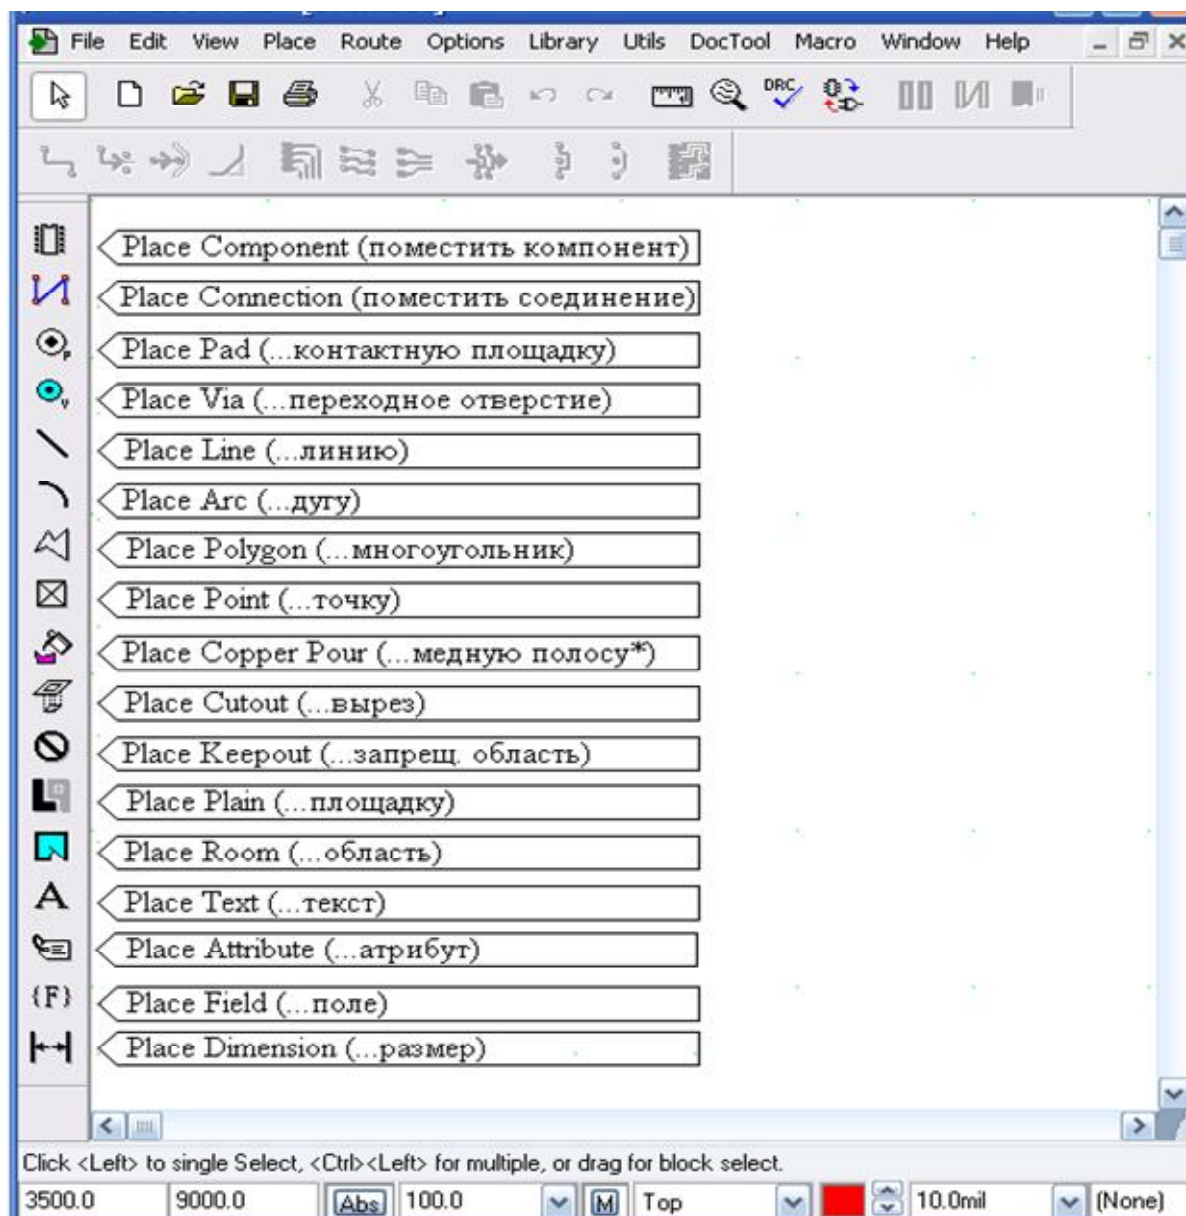 File Edit View Place Route Options Library Utils DocTool Macro Window Help
DRC
Place Component (поместить компонент)
Place Connection (поместить соединение)
Place Pad (...контактную площадку)
Place Via (...переходное отверстие)
Place Line (...линию)
Place Arc (...дугу)
Place Polygon (...многоугольник)
Place Point (...точку)
Place Copper Pour (...медную полосу*)
Place Cutout (...вырез)
Place Keepout (...запрещ. область)
Place Plain (...площадку)
Place Room (...область)
A Place Text (...текст)
Place Attribute (...атрибут)
{F} Place Field (...поле)
Place Dimension (...размер)
Click <Left> to single Select, <Ctrl><Left> for multiple, or drag for block select.
3500.0 9000.0 Abs 100.0 M Top 10.0mil (None)